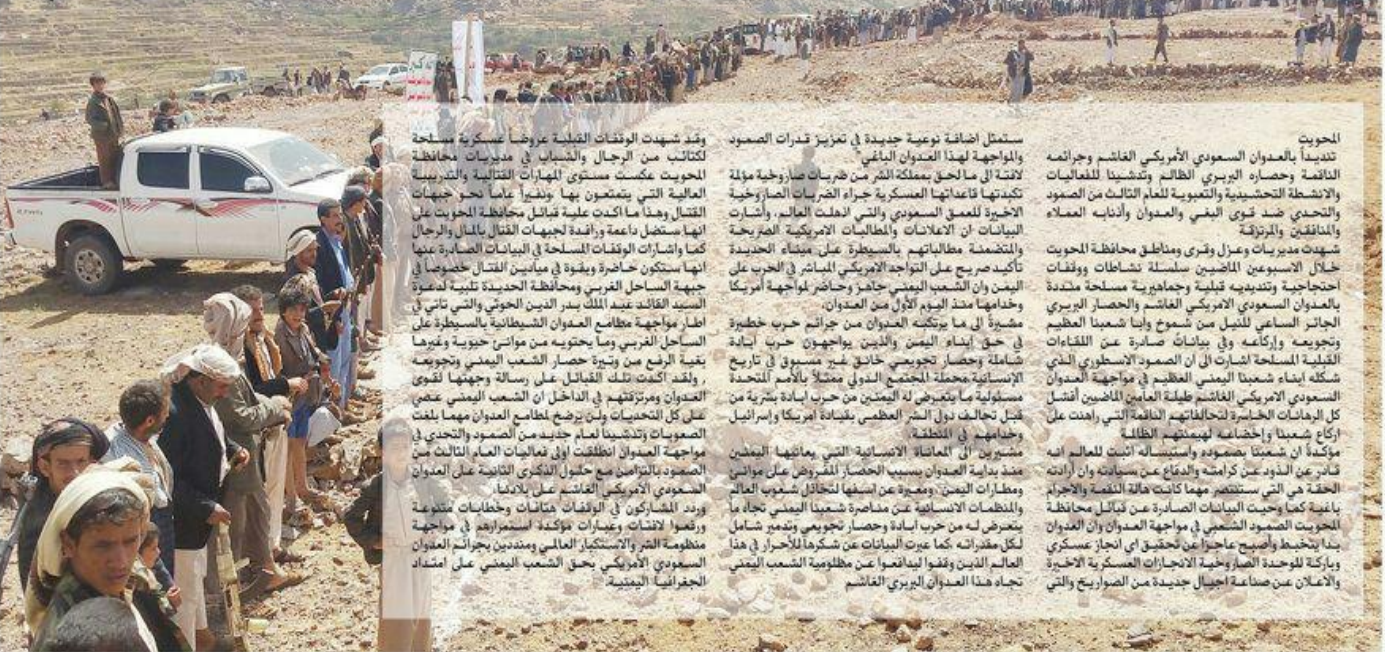 المحويت
تنديداً بالعدوان السعودي الأمريكي الغاشم وجرائمه
الناقمة وحصاره البربري الظالم وتدشينا للفعاليات
والانشطة التحشيدية والتعبوية للعام الثالث من الصمود
والتحدي ضد قوى البغي والعدوان وأذنابه العملاء
والمنافقين والمرتزقة
شهدت مديريات وعزل وقرى ومناطق محافظة المحويت
خلال الاسبوعين الماضيين سلسلة نشاطات ووقفات
احتجاجية وتنديديه قبلية وجماهيرية مسلحة منددة
بالعدوان السعودي الامريكي الغاشم والحصار البربري
الجائر الساعي للنيل من شموخ وأبا شعبنا العظيم
وتجويعه وإركاعه وفي بيانات صادرة عن اللقاءات
القبلية المسلحة اشارت الى ان الصمود الاسطوري الذي
شكله ابناء شعبنا اليمني العظيم في مواجهة العدوان
السعودي الامريكي الغاشم طيلة العامين الماضيين أفشل
كل الرهانات الخاسرة لتحالفاتهم الناقمة التي راهنت على
اركاع شعبنا وإخضاعه لهيمنتهم الظالمة
مؤكدة ان شعبنا بصموده واستبساله أثبت للعالم انه
قادر عن الذود عن كرامته والدفاع عن سيادته وان أرادته
الحقة هي التي ستنتصر مهما كانت هالة النقمة والاجرام
باغية كما وحيت البيانات الصادرة عن قبائل محافظة
المحويت الصمود الشعبي في مواجهة العدوان وان العدوان
بدا يتخبط وأصبح عاجزا عن تحقيق اي انجاز عسكري
وباركة للوحدة الصاروخية الانجازات العسكرية الاخيرة
والاعلان عن صناعة اجيال جديدة من الصواريخ والتي
ستمثل اضافة نوعية جديدة في تعزيز قدرات الصمود
والمواجهة لهذا العدوان الباغي
لافتة الى ما لحق بمملكة الشر من ضربات صاروخية مؤلمة
تكبدتها قاعداتها العسكرية جراء الضربات الصاروخية
الاخيرة للعمق السعودي والتي اذهلت العالم، وأشارت
البيانات ان الاعلانات والمطالبات الامريكية الصريحة
والمتضمنة مطالباتهم بالسيطرة على ميناء الحديدة
تأكيد صريح على التواجد الامريكي المباشر في الحرب على
اليمن وان الشعب اليمني جاهز وحاضر لمواجهة أمريكا
وخدامها منذ اليوم الأول من العدوان.
مشيرة الى ما يرتكبه العدوان من جرائم حرب خطيرة
في حق إبناء اليمن والذين يواجهون حرب أبادة
شاملة وحصار تجويعي خانق غير مسبوق في تاريخ
الإنسانية محملة المجتمع الدولي ممثلاً بالأمم المتحدة
مسئولية ما يتعرض له اليمنين من حرب ابادة بشرية من
قبل تحالف دول الشر العظمى بقيادة امريكا وإسرائيل
وخدامهم في المنطقة.
مشيرين الى المعاناة الانسانية التي يعانيها اليمنين
منذ بداية العدوان بسبب الحصار المفروض على موانئ
ومطارات اليمن، ومعبرة عن اسفها لتخاذل شعوب العالم
والمنظمات الانسانية عن مناصرة شعبنا اليمني تجاه ما
يتعرض له من حرب أبادة وحصار تجويعي وتدمير شامل
لكل مقدراته ،كما عبرت البيانات عن شكرها للأحرار في هذا
العالم الذين وقفوا ليدافعوا عن مظلومية الشعب اليمني
تجاه هذا العدوان البربري الغاشم
وقد شهدت الوقفات القبلية عروضاً عسكرية مسلحة
لكتائب من الرجال والشباب في مديريات محافظة
المحويت عكست مستوى المهارات القتالية والتدريبية
العالية التي يتمتعون بها ونفيراً عاماً نحو جبهات
القتال وهذا ما اكدت علية قبائل محافظة المحويت على
انها ستضل داعمة ورافدة لجبهات القتال بالمال والرجال
كما واشارات الوقفات المسلحة في البيانات الصادرة عنها
انها ستكون حاضرة وبقوة في ميادين القتال خصوصا في
جبهة الساحل الغربي ومحافظة الحديدة تلبية لدعوة
السيد القائد عبد الملك بدر الدين الحوثي والتي تاتي في
اطار مواجهة مطامع العدوان الشيطانية بالسيطرة على
الساحل الغربي وما يحتويه من موانئ حيوية وغيرها
بغية الرفع من وتيرة حصار الشعب اليمني وتجويعه
، ولقد اكدت تلك القبائل على رسالة وجهتها لقوى
العدوان ومرتزقتهم في الداخل ان الشعب اليمني عصي
على كل التحديات ولن يرضخ لمطامع العدوان مهما بلغت
الصعوبات وتدشينا لعام جديد من الصمود والتحدي في
مواجهة العدوان انطلقت اولى فعاليات العام الثالث من
الصمود بالتزامن مع حلول الذكرى الثانية على العدوان
السعودي الأمريكي الغاشم على بلادنا.
وردد المشاركون في الوقفات هتافات وخطابات متنوعة
ورفعوا لافتات وعبارات مؤكدة استمرارهم في مواجهة
منظومة الشر والاستكبار العالمي ومنددين بجرائم العدوان
السعودي الأمريكي بحق الشعب اليمني على امتداد
الجغرافيا اليمنية.